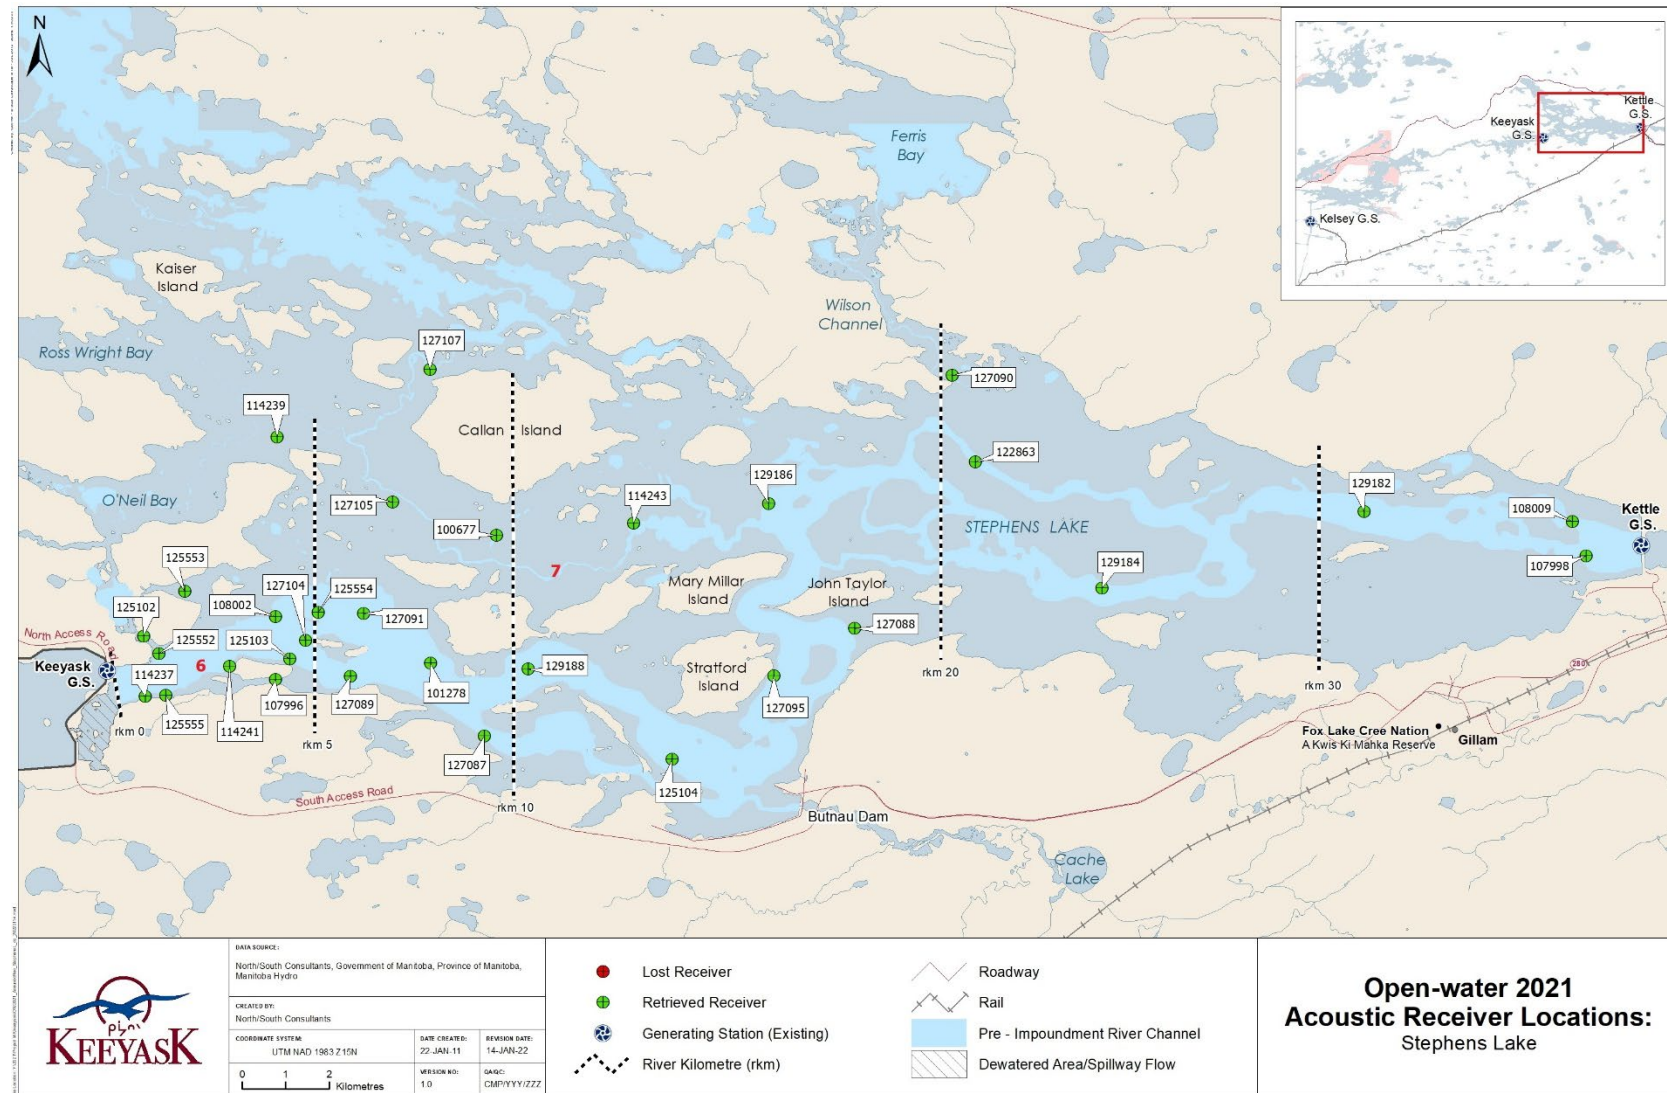 N
Ferris
Bay
Keeyask
G.S.
Kettle
G.S.
Kelsey G.S.
Kaiser
Island
Wilson
Channel
Ross Wright Bay
127107
127090
114239
Callan Island
122863
129186
129182
O'Neil Bay
127105
114243
108009
100677
STEPHENS LAKE
Kettle
G.S.
125553
127104
125554
7
Mary Millar
Island
John Taylor
Island
129184
107998
125102
108002
127091
127088
North Access Road
125552
125103
Keeyask
G.S.
6
129188
Stratford
Island
114237
101278
rkm 20
rkm 30
280
127095
125555
107996
127089
rkm 0
114241
rkm 5
Fox Lake Cree Nation
A Kwis Ki Mahka Reserve
Gillam
127087
125104
South Access Road
rkm 10
Butnau Dam
Cache
Lake
KEEYASK
DATA SOURCE:
North/South Consultants, Government of Manitoba, Province of Manitoba,
Manitoba Hydro
CREATED BY:
North/South Consultants
COORDINATE SYSTEM:
UTM NAD 1983 Z 15N
DATE CREATED:
22-JAN-11
REVISION DATE:
14-JAN-22
0 1 2 Kilometres
VERSION NO:
1.0
QA/QC:
CMP/YYY/ZZZ
Lost Receiver
Retrieved Receiver
Generating Station (Existing)
River Kilometre (rkm)
Roadway
Rail
Pre - Impoundment River Channel
Dewatered Area/Spillway Flow
Open-water 2021
Acoustic Receiver Locations:
Stephens Lake